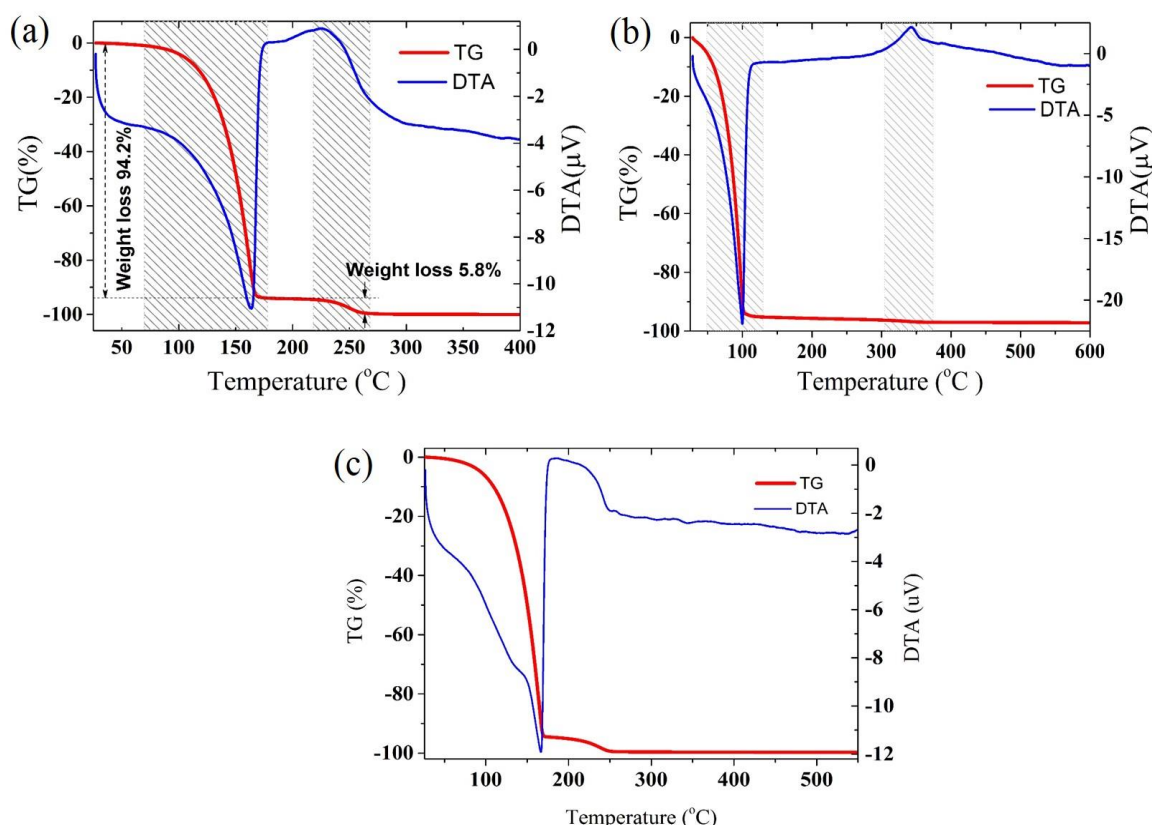 (a)
TG
DTA
Weight loss 94.2%
Weight loss 5.8%
0
-20
-40
-60
-80
-100
TG(%)
50 100 150 200 250 300 350 400
Temperature (°C )
0
-2
-4
-6
-8
-10
-12
DTA(μV)
(b)
TG
DTA
0
-20
-40
-60
-80
-100
TG(%)
100 200 300 400 500 600
Temperature (°C )
0
-5
-10
-15
-20
DTA(μV)
(c)
TG
DTA
0
-20
-40
-60
-80
-100
TG (%)
100 200 300 400 500
Temperature (°C)
0
-2
-4
-6
-8
-10
-12
DTA (uV)